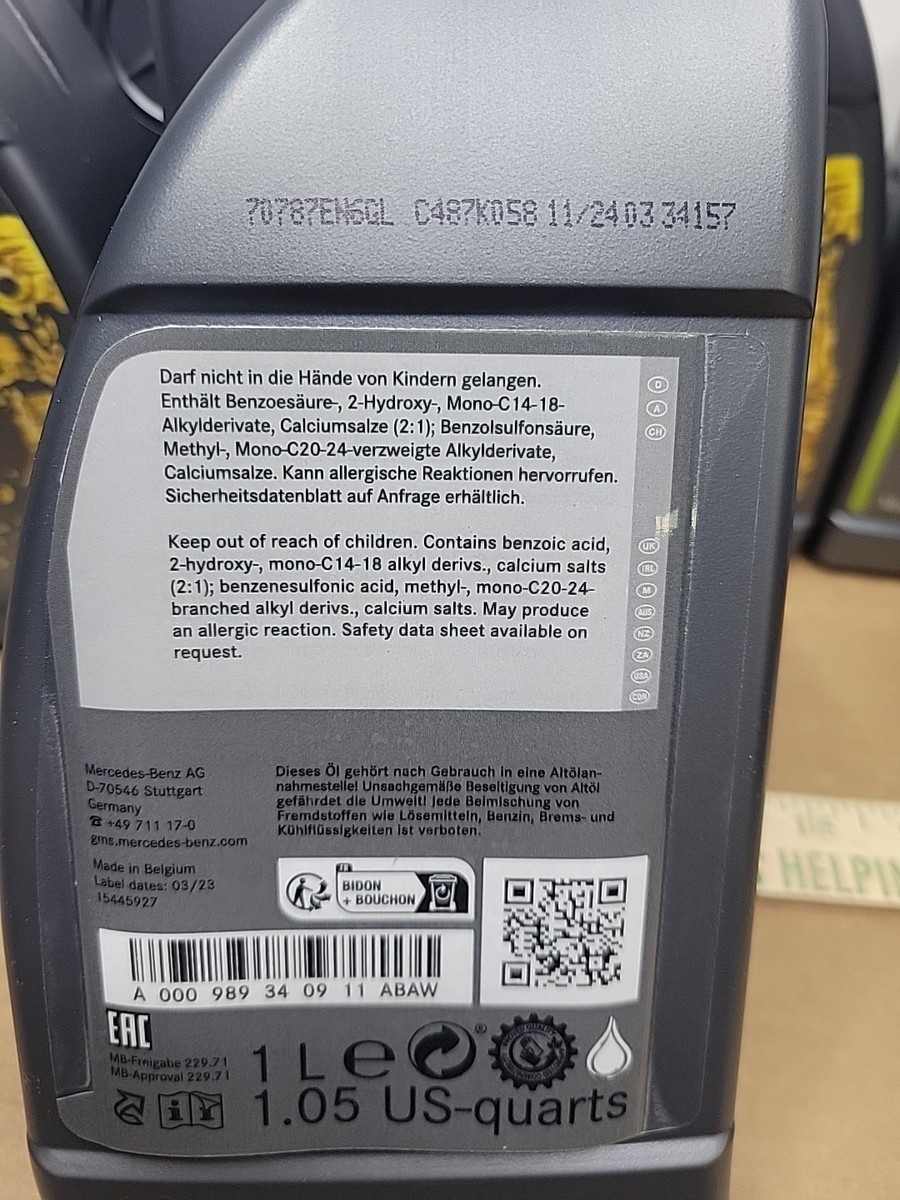 70787EN6GL C487K058 11/24 03 34157
Darf nicht in die Hände von Kindern gelangen.
Enthält Benzoesäure-, 2-Hydroxy-, Mono-C14-18-
Alkylderivate, Calciumsalze (2:1); Benzolsulfonsäure,
Methyl-, Mono-C20-24-verzweigte Alkylderivate,
Calciumsalze. Kann allergische Reaktionen hervorrufen.
Sicherheitsdatenblatt auf Anfrage erhältlich.
D
A
CH
Keep out of reach of children. Contains benzoic acid,
2-hydroxy-, mono-C14-18 alkyl derivs., calcium salts
(2:1); benzenesulfonic acid, methyl-, mono-C20-24-
branched alkyl derivs., calcium salts. May produce
an allergic reaction. Safety data sheet available on
request.
UK
IRL
M
AUS
NZ
ZA
USA
CDN
Mercedes-Benz AG
D-70546 Stuttgart
Germany
☎ +49 711 17-0
gms.mercedes-benz.com
Made in Belgium
Label dates: 03/23
15445927
Dieses Öl gehört nach Gebrauch in eine Altölan-
nahmestelle! Unsachgemäße Beseitigung von Altöl
gefährdet die Umwelt! Jede Beimischung von
Fremdstoffen wie Lösemitteln, Benzin, Brems- und
Kühlflüssigkeiten ist verboten.
FR
BIDON
+ BOUCHON
A 000 989 34 09 11 ABAW
EAC
MB-Freigabe 229.71
MB-Approval 229.71
1 L e ®
1.05 US-quarts
HELPIN